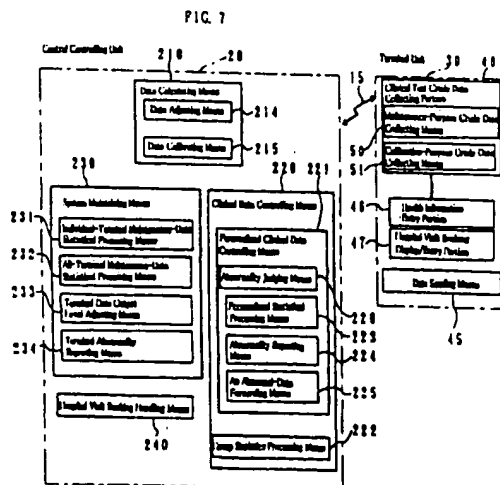 FIG. 7
Control Controlling Unit
20
210
Data Calibrating Means
Data Adjusting Means
214
Data Calibrating Means
215
15
Terminal Unit
30
40
Clinical Test Crude Data
Collecting Portion
Maintenance-Purpose Crude Data
Collecting Means
50
Calibration-Purpose Crude Data
Collecting Means
51
Health Information
Entry Portion
46
Hospital Visit Booking
Display/Entry Portion
47
Data Sending Means
45
230
System Maintaining Means
231
Individual-Terminal Maintenance-Data
Statistical Processing Means
232
All-Terminal Maintenance-Data
Statistical Processing Means
233
Terminal Data Output
Level Adjusting Means
234
Terminal Abnormality
Reporting Means
Hospital Visit Booking Handling Means
240
220
Clinical Data Controlling Means
221
Personalized Clinical Data
Controlling Means
Abnormality Judging Means
228
Personalized Statistical
Processing Means
223
Abnormality Reporting
Means
224
An Abnormal-Data
Forwarding Means
225
Group Statistics Processing Means
222